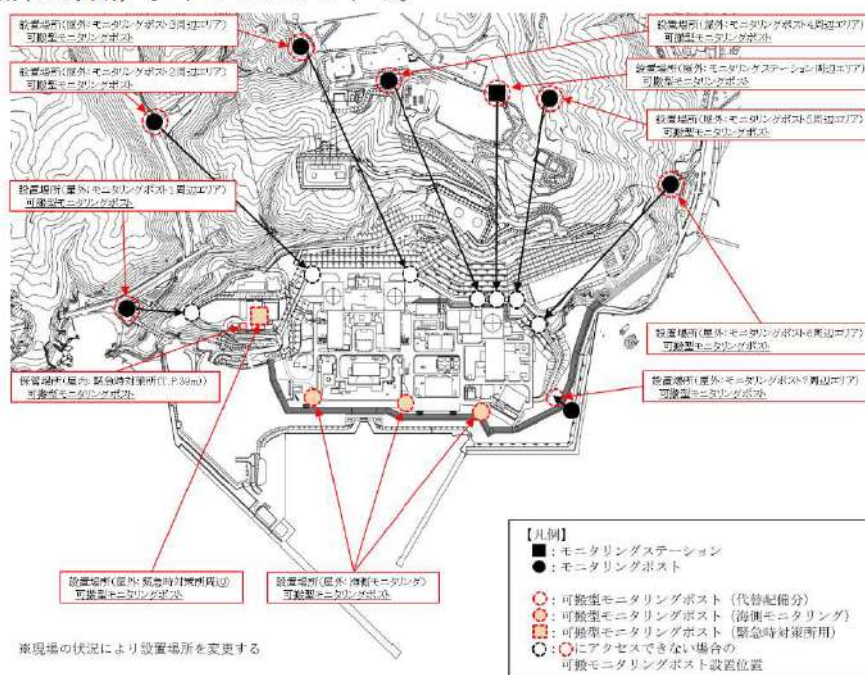 設置場所(屋外:モニタリングポスト3周辺エリア)
可搬型モニタリングポスト
設置場所(屋外:モニタリングポスト4周辺エリア)
可搬型モニタリングポスト
設置場所(屋外:モニタリングポスト2周辺エリア)
可搬型モニタリングポスト
設置場所(屋外:モニタリングステーション周辺エリア)
可搬型モニタリングポスト
設置場所(屋外:モニタリングポスト5周辺エリア)
可搬型モニタリングポスト
設置場所(屋外:モニタリングポスト1周辺エリア)
可搬型モニタリングポスト
設置場所(屋外:モニタリングポスト6周辺エリア)
可搬型モニタリングポスト
保管場所(屋内:緊急時対策所(T.P.39m))
可搬型モニタリングポスト
設置場所(屋外:モニタリングポスト7周辺エリア)
可搬型モニタリングポスト
設置場所(屋外:緊急時対策所周辺)
可搬型モニタリングポスト
設置場所(屋外:海側モニタリング)
可搬型モニタリングポスト
【凡例】
■:モニタリングステーション
●:モニタリングポスト
○:可搬型モニタリングポスト(代替配備分)
○:可搬型モニタリングポスト(海側モニタリング)
□:可搬型モニタリングポスト(緊急時対策所用)
○:○にアクセスできない場合の
可搬モニタリングポスト設置位置
※現場の状況により設置場所を変更する